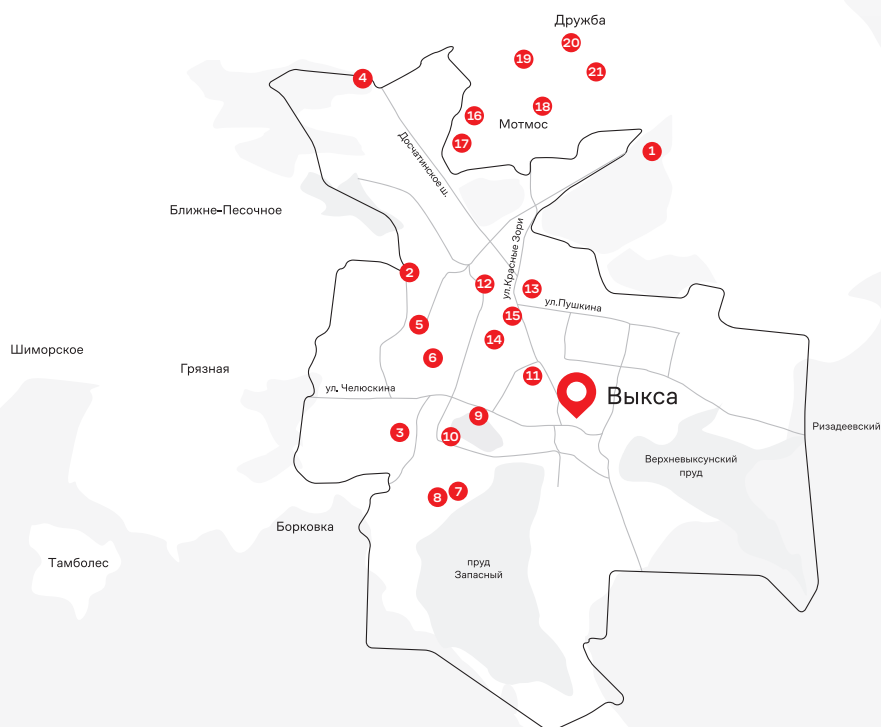 Дружба
20
19
21
4
18
16
Мотмос
17
1
Досчатинское ш.
Ближне-Песочное
ул.Красные Зори
2
12
13
ул.Пушкина
15
5
14
Шиморское
6
Грязная
11
ул. Челюскина
Выкса
9
Ризадеевский
3
10
Верхневыксунский
пруд
7
8
Борковка
Тамболес
пруд
Запасный